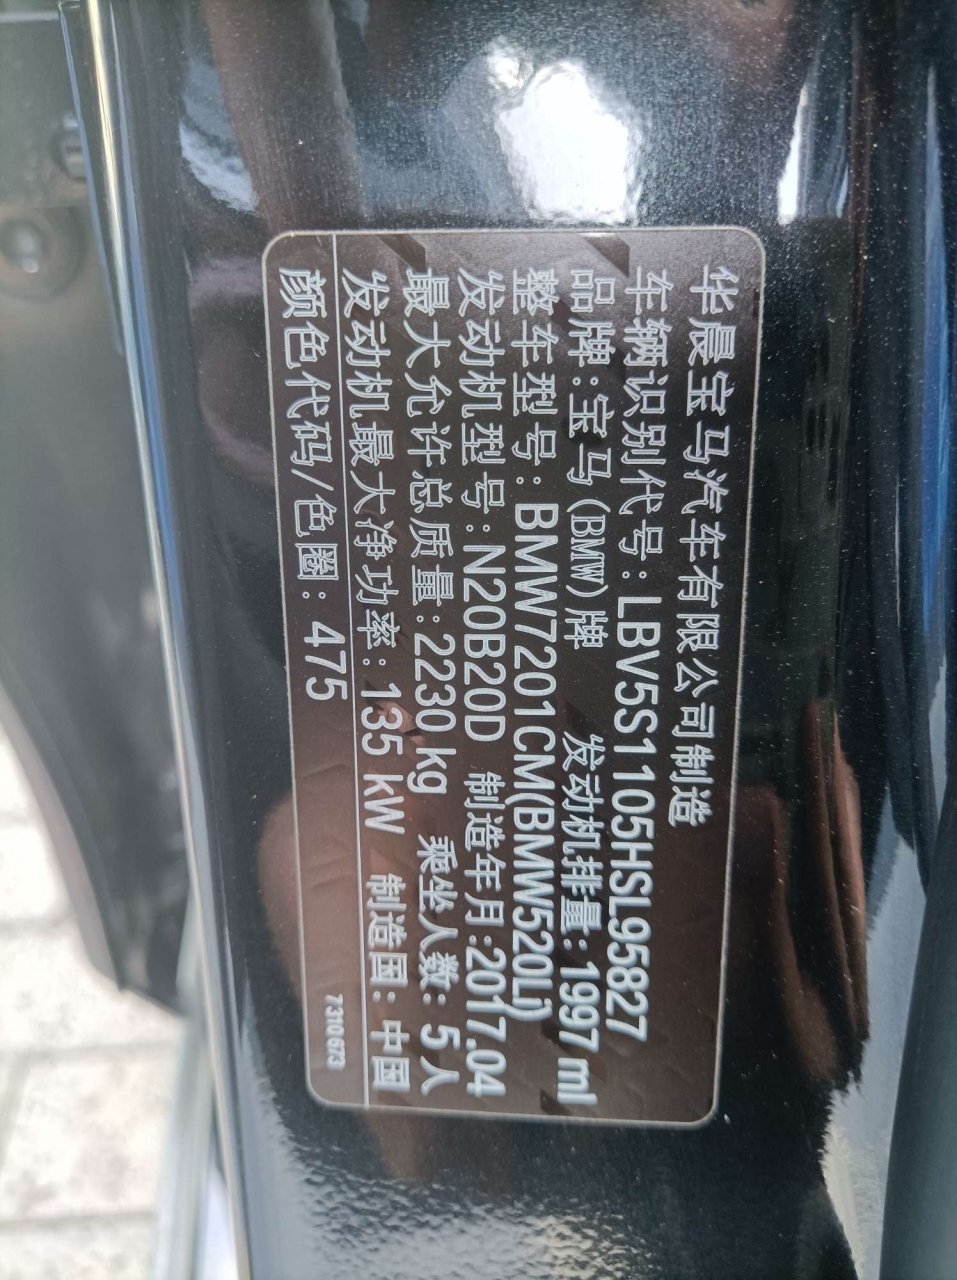 华晨宝马汽车有限公司制造
车辆识别代号:LBV5S1105HSL95827
品牌:宝马(BMW)牌 发动机排量:1997 ml
整车型号:BMW7201CM(BMW520Li)
发动机型号:N20B20D 制造年月:2017.04
最大允许总质量:2230 kg 乘坐人数:5人
发动机最大净功率:135 kW 制造国:中国
颜色代码/色圈:475
7310673